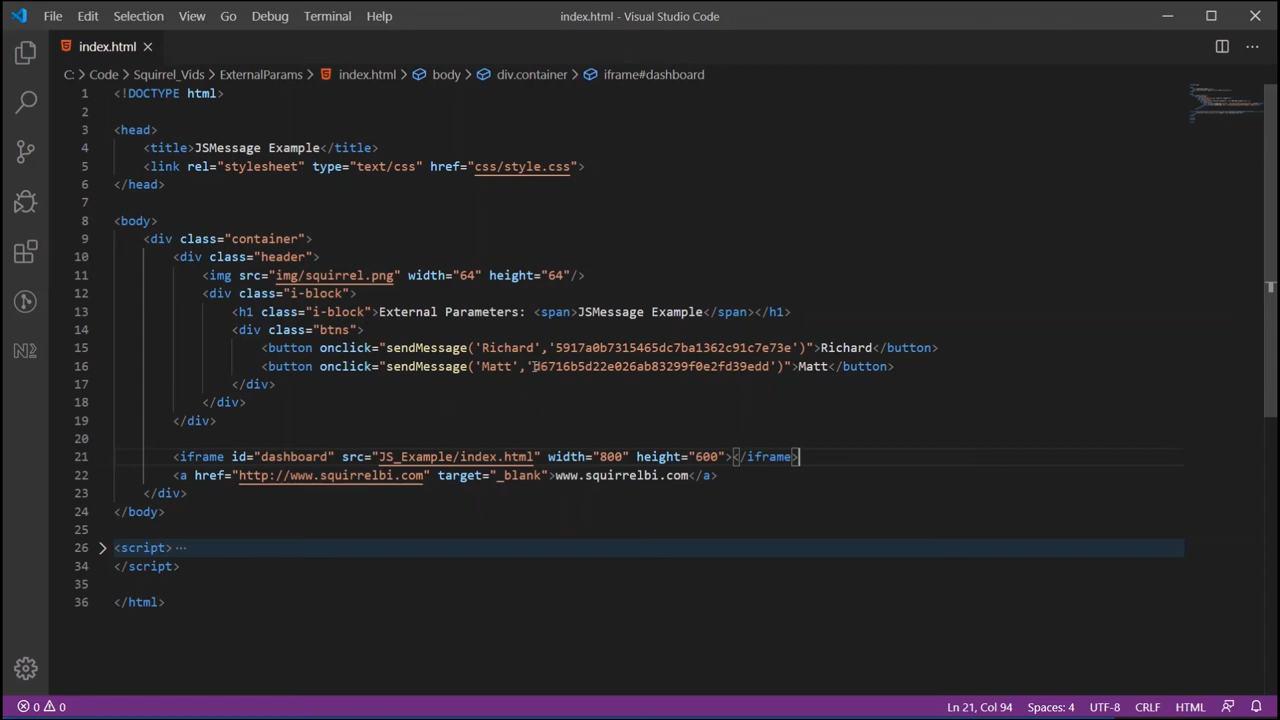 File Edit Selection View Go Debug Terminal Help index.html - Visual Studio Code
index.html
C: > Code > Squirrel_Vids > ExternalParams > index.html > body > div.container > iframe#dashboard
1 <!DOCTYPE html>
2
3 <head>
4 <title>JSMessage Example</title>
5 <link rel="stylesheet" type="text/css" href="css/style.css">
6 </head>
7
8 <body>
9 <div class="container">
10 <div class="header">
11 <img src="img/squirrel.png" width="64" height="64"/>
12 <div class="i-block">
13 <h1 class="i-block">External Parameters: <span>JSMessage Example</span></h1>
14 <div class="btns">
15 <button onclick="sendMessage('Richard','5917a0b7315465dc7ba1362c91c7e73e')">Richard</button>
16 <button onclick="sendMessage('Matt','d6716b5d22e026ab83299f0e2fd39edd')">Matt</button>
17 </div>
18 </div>
19 </div>
20
21 <iframe id="dashboard" src="JS_Example/index.html" width="800" height="600"></iframe>
22 <a href="http://www.squirrelbi.com" target="_blank">www.squirrelbi.com</a>
23 </div>
24 </body>
25
26 <script> ···
34 </script>
35
36 </html>
0 0 Ln 21, Col 94 Spaces: 4 UTF-8 CRLF HTML